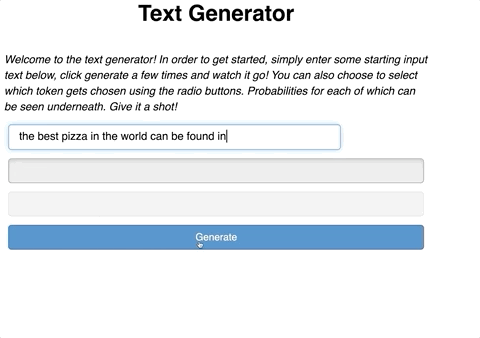 Text Generator
Welcome to the text generator! In order to get started, simply enter some starting input
text below, click generate a few times and watch it go! You can also choose to select
which token gets chosen using the radio buttons. Probabilities for each of which can
be seen underneath. Give it a shot!
the best pizza in the world can be found in
Generate